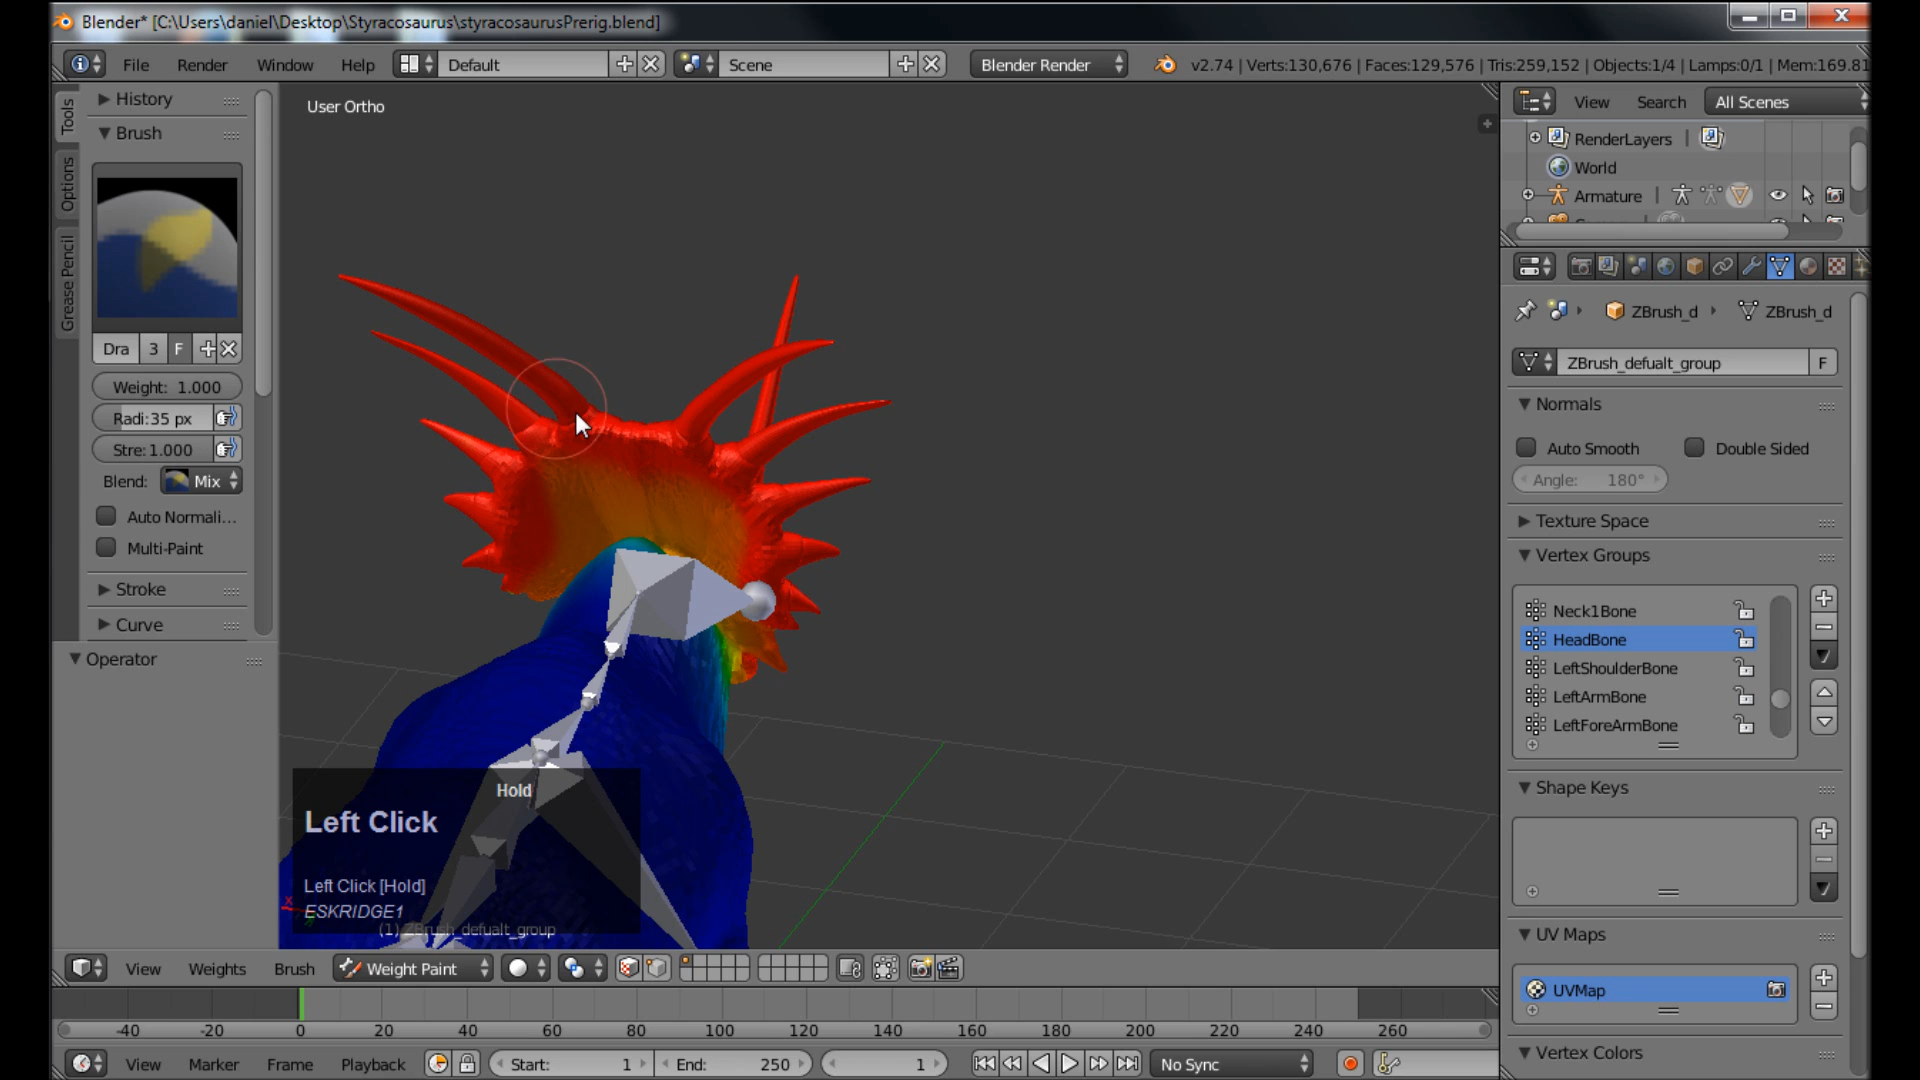 Blender* [C:\Users\daniel\Desktop\Styracosaurus\styracosaurusPrerig.blend]
File Render Window Help Default Scene Blender Render v2.74 | Verts:130,676 | Faces:129,576 | Tris:259,152 | Objects:1/4 | Lamps:0/1 | Mem:169.81
Tools
Options
Grease Pencil
History
Brush
Dra 3 F
Weight: 1.000
Radi:35 px
Stre: 1.000
Blend: Mix
Auto Normali...
Multi-Paint
Stroke
Curve
Operator
User Ortho
Hold
Left Click
Left Click [Hold]
ESKRIDGE1
(1) ZBrush_defualt_group
View Search All Scenes
RenderLayers
World
Armature
ZBrush_d ZBrush_d
ZBrush_defualt_group F
Normals
Auto Smooth Double Sided
Angle: 180°
Texture Space
Vertex Groups
Neck1Bone
HeadBone
LeftShoulderBone
LeftArmBone
LeftForeArmBone
Shape Keys
UV Maps
UVMap
Vertex Colors
View Weights Brush Weight Paint
-40 -20 0 20 40 60 80 100 120 140 160 180 200 220 240 260
View Marker Frame Playback Start: 1 End: 250 1 No Sync